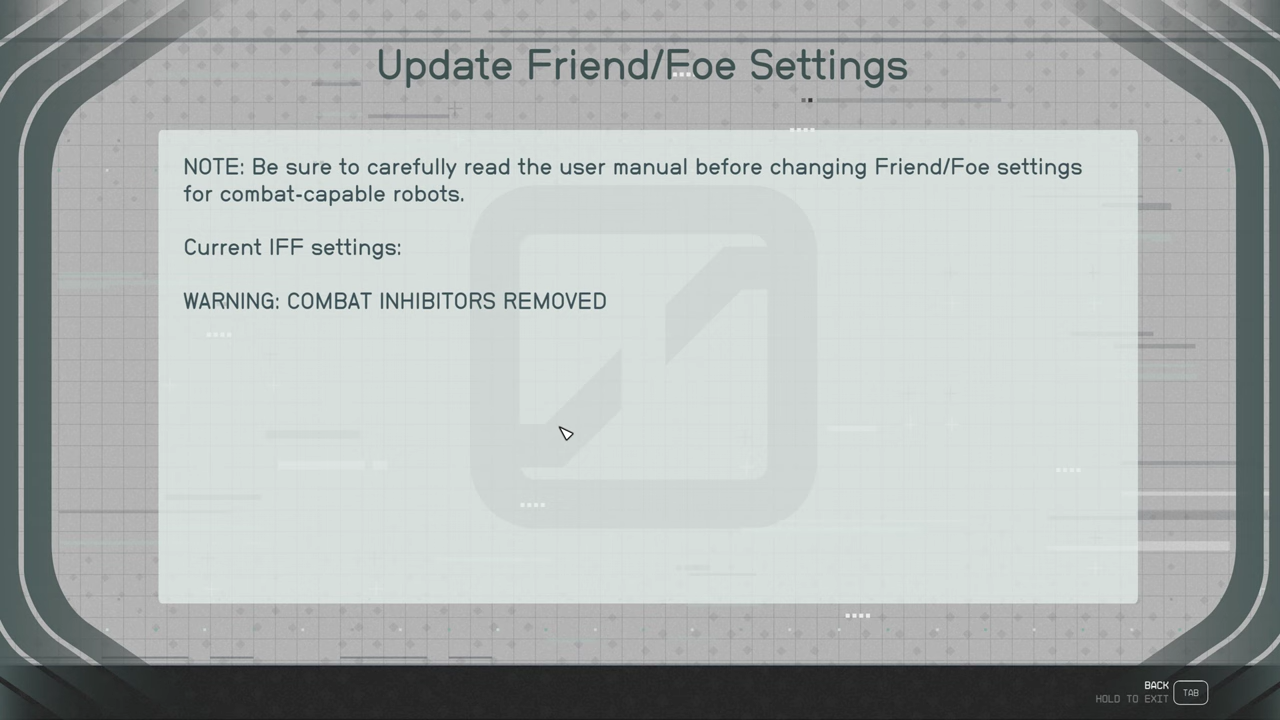 Update Friend/Foe Settings
NOTE: Be sure to carefully read the user manual before changing Friend/Foe settings
for combat-capable robots.
Current IFF settings:
WARNING: COMBAT INHIBITORS REMOVED
BACK
HOLD TO EXIT
TAB